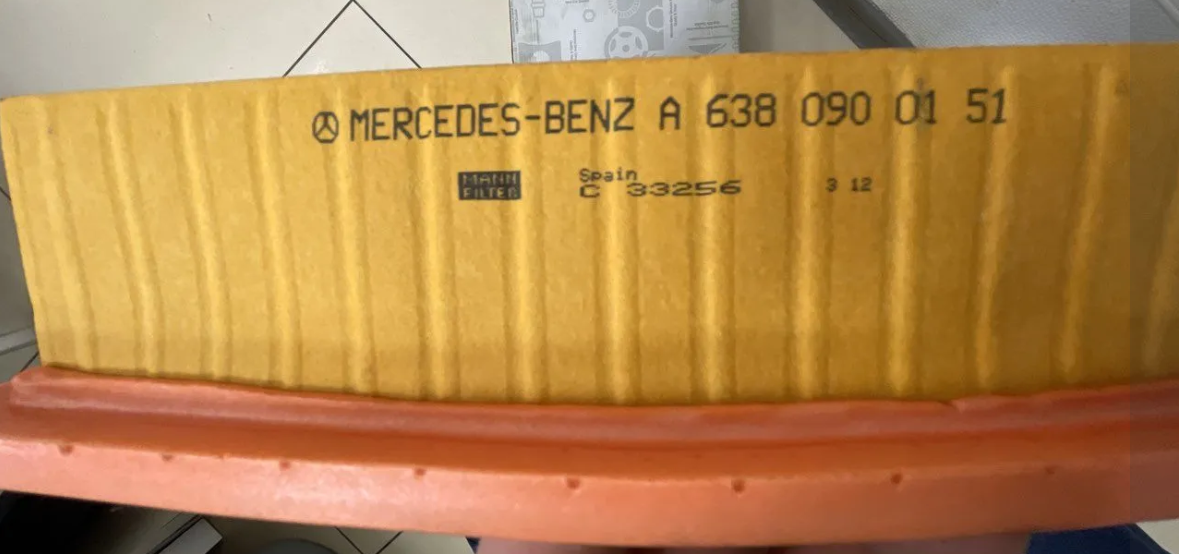 MERCEDES-BENZ A 638 090 01 51
MANN FILTER
Spain
C 33256 3 12